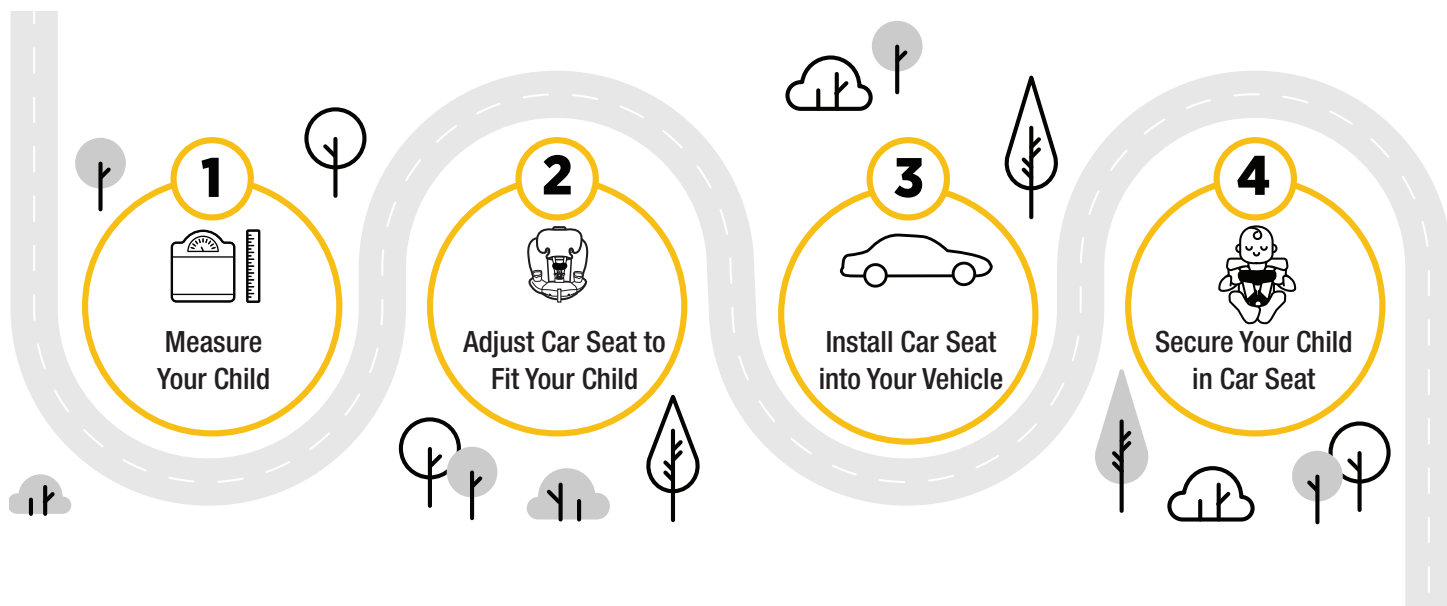 1
Measure
Your Child
2
Adjust Car Seat to
Fit Your Child
3
Install Car Seat
into Your Vehicle
4
Secure Your Child
in Car Seat